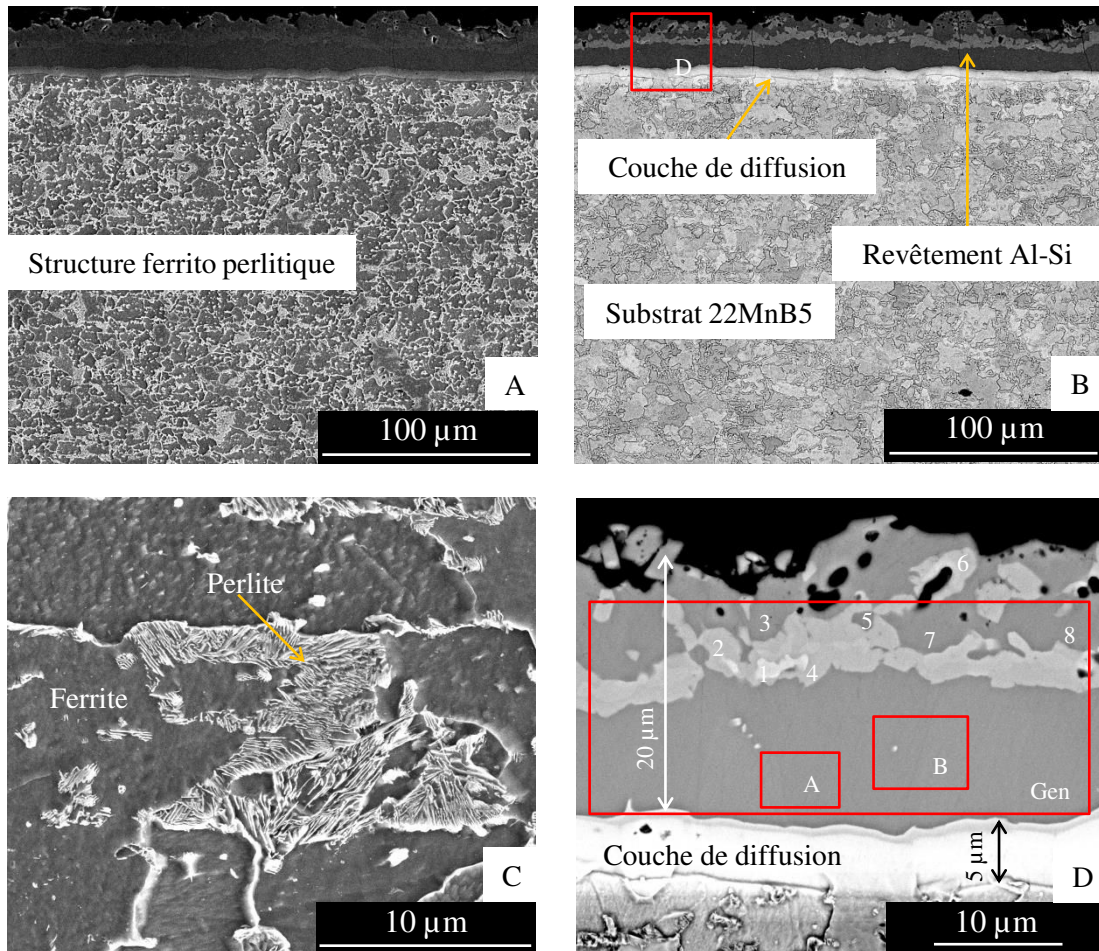 Structure ferrito perlitique
A
100 µm
D
Couche de diffusion
Revêtement Al-Si
Substrat 22MnB5
B
100 µm
Perlite
Ferrite
C
10 µm
6
3
5
2
7
8
1
4
20 µm
B
A
Gen
Couche de diffusion
5 µm
D
10 µm